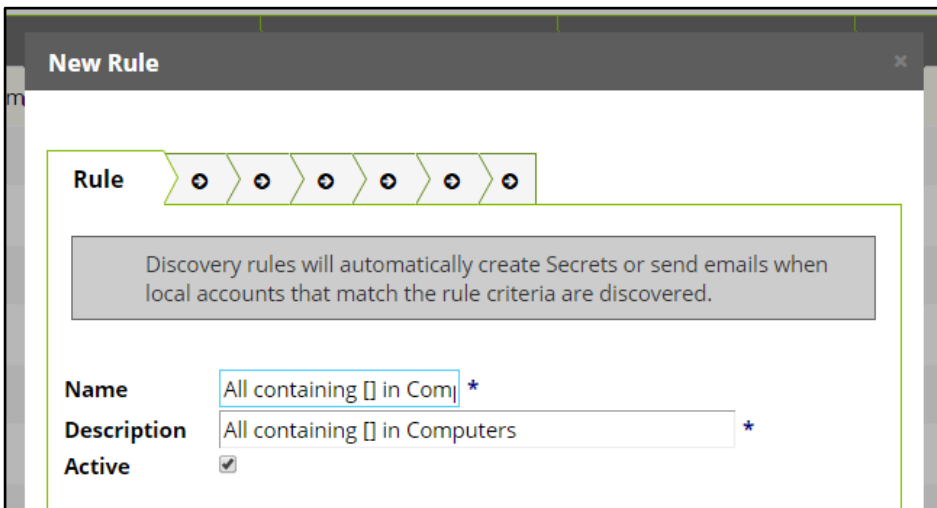 New Rule
m
Rule
Discovery rules will automatically create Secrets or send emails when
local accounts that match the rule criteria are discovered.
Name All containing [] in Comp *
Description All containing [] in Computers *
Active